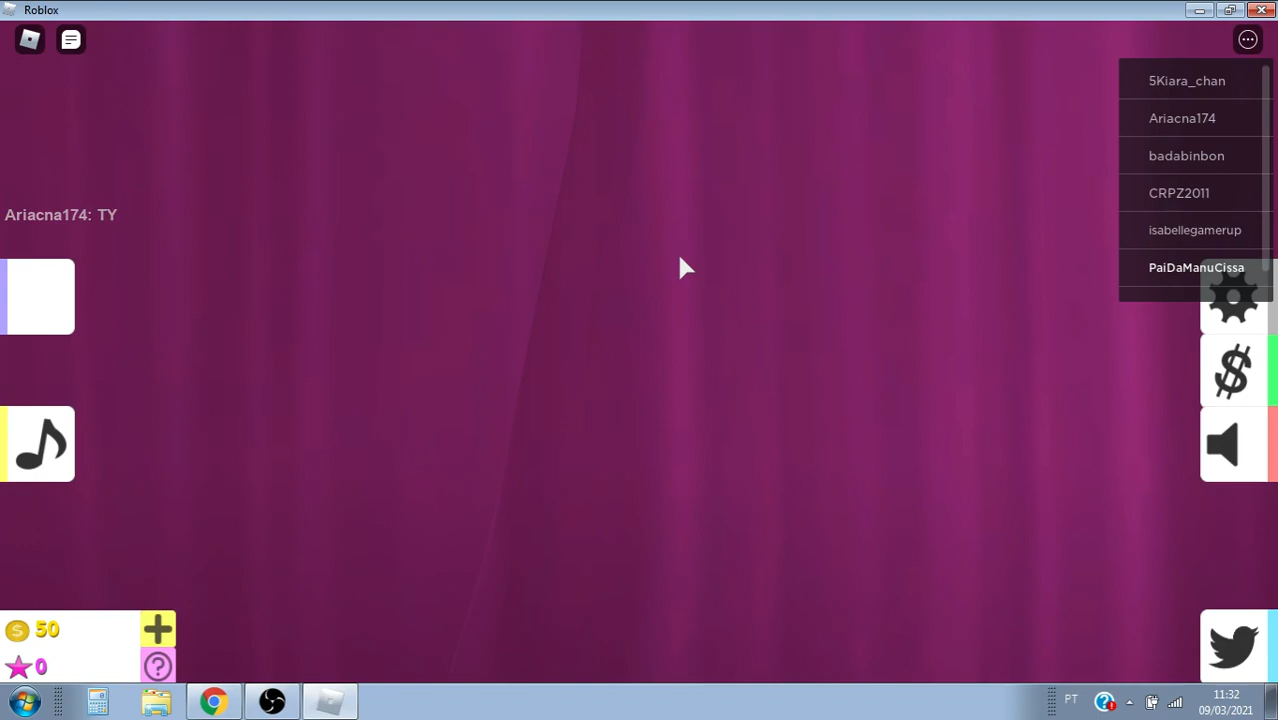 Roblox
5Kiara_chan
Ariacna174
badabinbon
CRPZ2011
isabellegamerup
PaiDaManuCissa
Ariacna174: TY
$
S 50
0
?
PT
11:32
09/03/2021